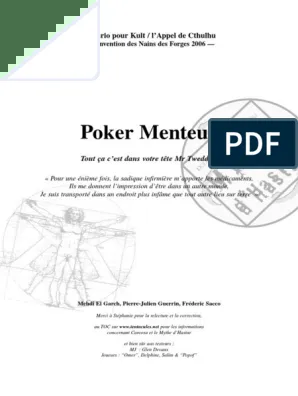 rio pour Kult / l'Appel de Cthulhu
vention des Nains des Forges 2006 —
Poker Menteu
PDF
Tout ça c'est dans votre tête Mr Twedd
« Pour une énième fois, la sadique infirmière m'apporte les médicaments.
Ils me donnent l'impression d'être dans un autre monde.
Je suis transporté dans un endroit plus infâme que tout autre lieu sur terre »
Mehdi El Garch, Pierre-Julien Guerrin, Fréderic Sacco
Merci à Stéphanie pour la relecture et la correction,
au TOC sur www.tentacules.net pour les informations
concernant Carcosa et le Mythe d'Hastur
et bien sûr aux testeurs :
MJ : Glen Devaux
Joueurs : "Omer", Delphine, Salim & "Popof"